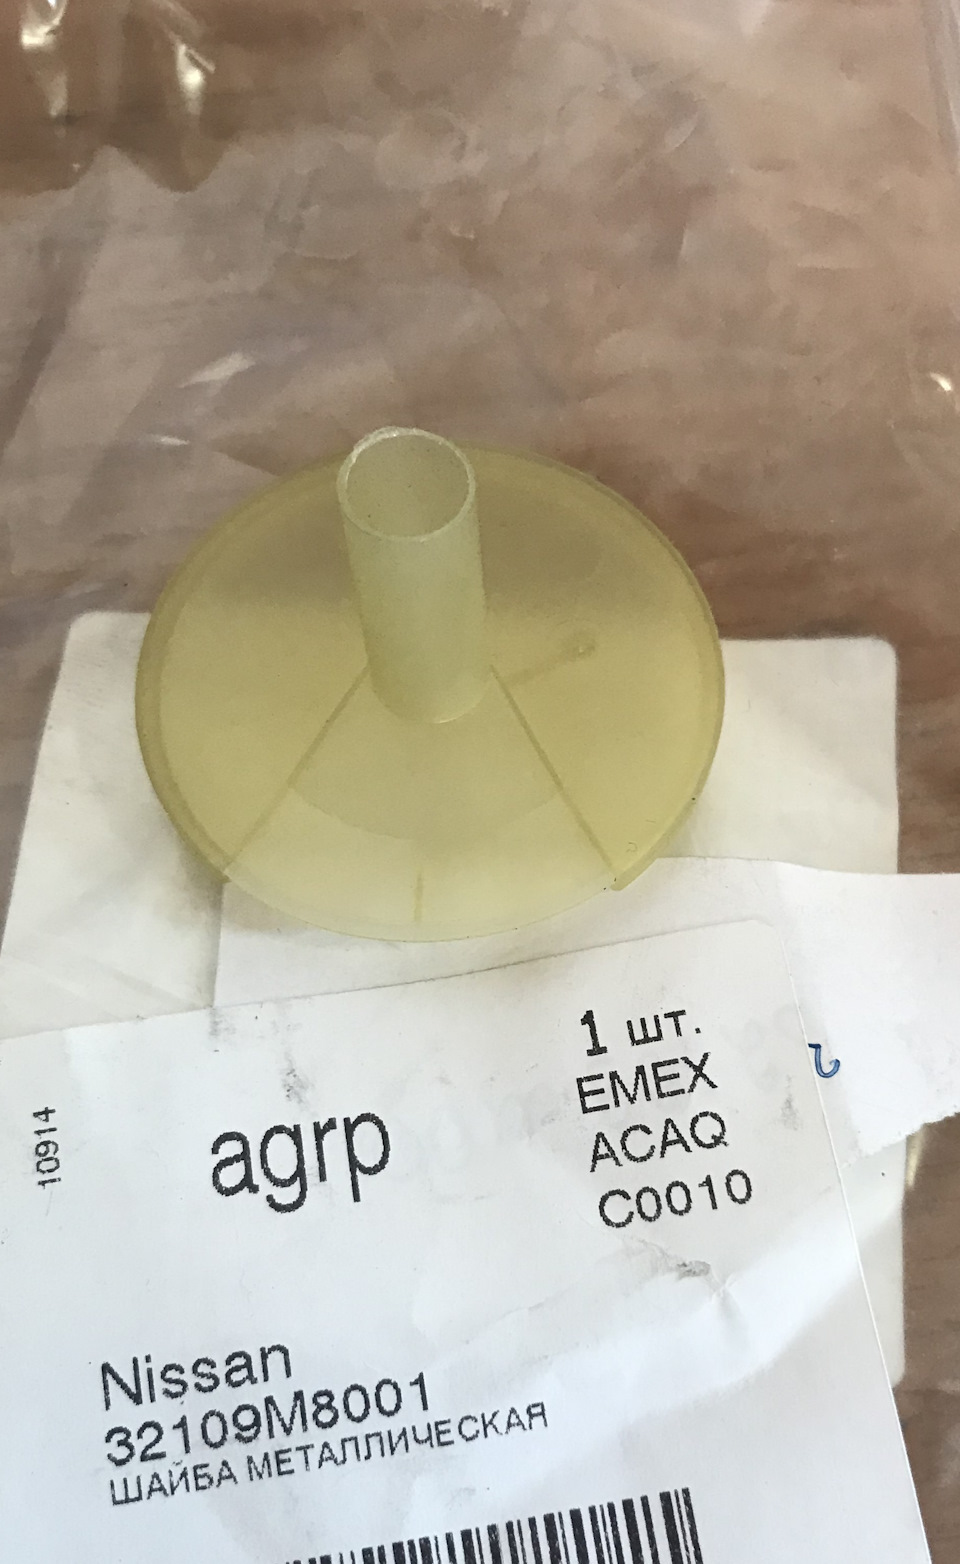 1 шт.
EMEX
ACAQ
C0010
10914
agrp
Nissan
32109M8001
ШАЙБА МЕТАЛЛИЧЕСКАЯ